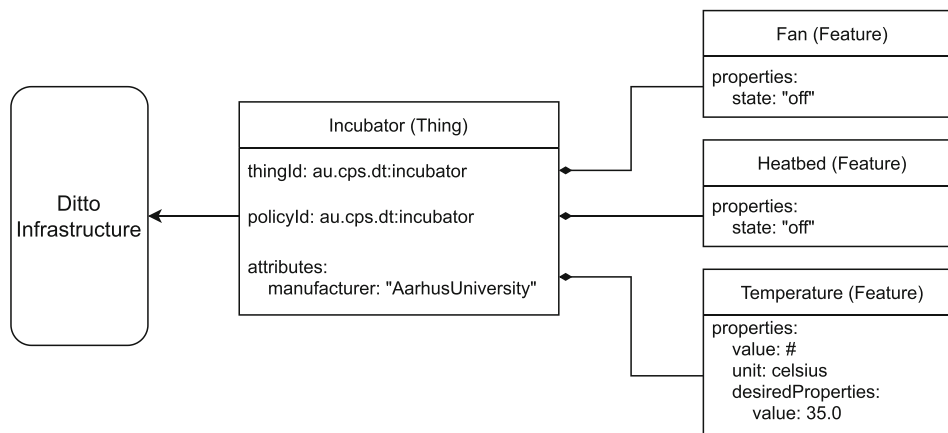 Ditto
Infrastructure
Incubator (Thing)
thingId: au.cps.dt:incubator
policyId: au.cps.dt:incubator
attributes:
manufacturer: "AarhusUniversity"
Fan (Feature)
properties:
state: "off"
Heatbed (Feature)
properties:
state: "off"
Temperature (Feature)
properties:
value: #
unit: celsius
desiredProperties:
value: 35.0